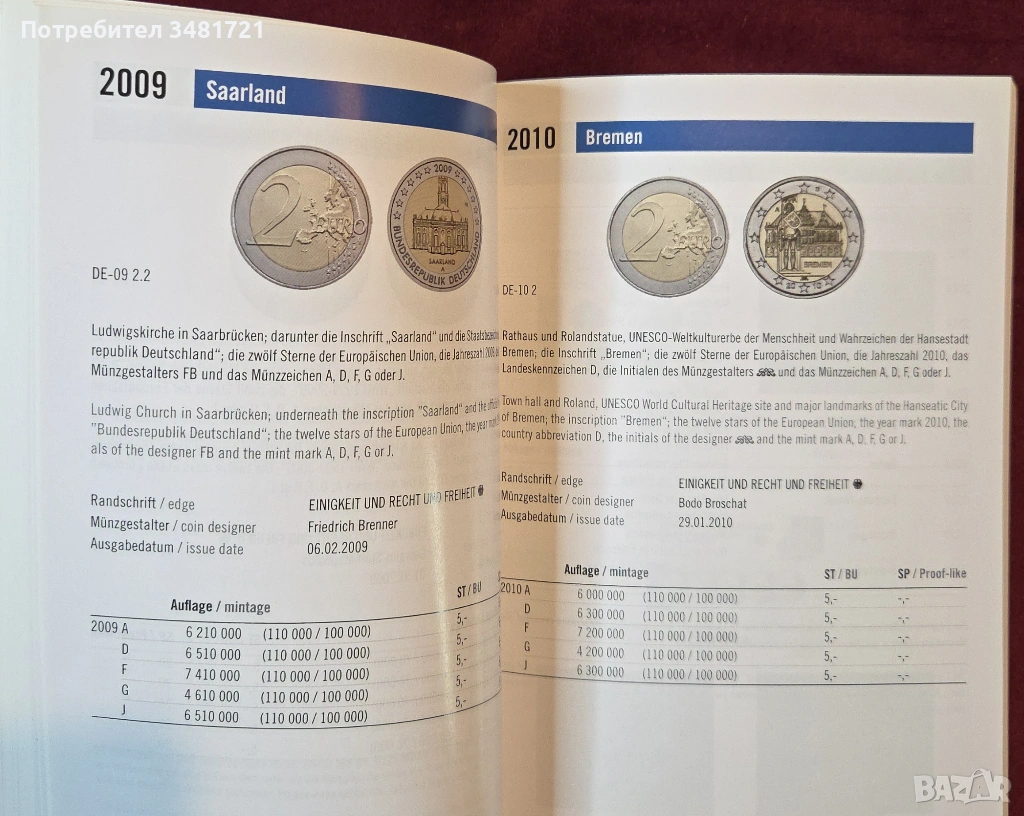 Потребител 3481721
2009 Saarland
2 EURO
2009
SAARLAND
A
BUNDESREPUBLIK DEUTSCHLAND
DE-09 2.2
Ludwigskirche in Saarbrücken; darunter die Inschrift „Saarland" und die
republik Deutschland"; die zwölf Sterne der Europäischen Union, die Jahreszahl
Münzgestalters FB und das Münzzeichen A, D, F, G oder J.
Ludwig Church in Saarbrücken; underneath the inscription "Saarland" and the
"Bundesrepublik Deutschland"; the twelve stars of the European Union, the year
als of the designer FB and the mint mark A, D, F, G or J.
Randschrift / edge EINIGKEIT UND RECHT UND FREIHEIT
Münzgestalter / coin designer Friedrich Brenner
Ausgabedatum / issue date 06.02.2009
Auflage / mintage ST / BU
2009 A 6 210 000 (110 000 / 100 000) 5,-
D 6 510 000 (110 000 / 100 000) 5,-
F 7 410 000 (110 000 / 100 000) 5,-
G 4 610 000 (110 000 / 100 000) 5,-
J 6 510 000 (110 000 / 100 000) 5,-
2010 Bremen
2 EURO
BREMEN
2010
DE-10 2
Rathaus und Rolandstatue, UNESCO-Weltkulturerbe der Menschheit und Wahrzeichen der Hansestadt
Bremen; die Inschrift „Bremen"; die zwölf Sterne der Europäischen Union, die Jahreszahl 2010, das
Landeskennzeichen D, die Initialen des Münzgestalters und das Münzzeichen A, D, F, G oder J.
Town hall and Roland, UNESCO World Cultural Heritage site and major landmarks of the Hanseatic City
of Bremen; the inscription "Bremen"; the twelve stars of the European Union, the year mark 2010, the
country abbreviation D, the initials of the designer and the mint mark A, D, F, G or J.
Randschrift / edge EINIGKEIT UND RECHT UND FREIHEIT
Münzgestalter / coin designer Bodo Broschat
Ausgabedatum / issue date 29.01.2010
Auflage / mintage ST / BU SP / Proof-like
2010 A 6 000 000 (110 000 / 100 000) 5,- -,-
D 6 300 000 (110 000 / 100 000) 5,- -,-
F 7 200 000 (110 000 / 100 000) 5,- -,-
G 4 200 000 (110 000 / 100 000) 5,- -,-
J 6 300 000 (110 000 / 100 000) 5,- -,-
BAZAR